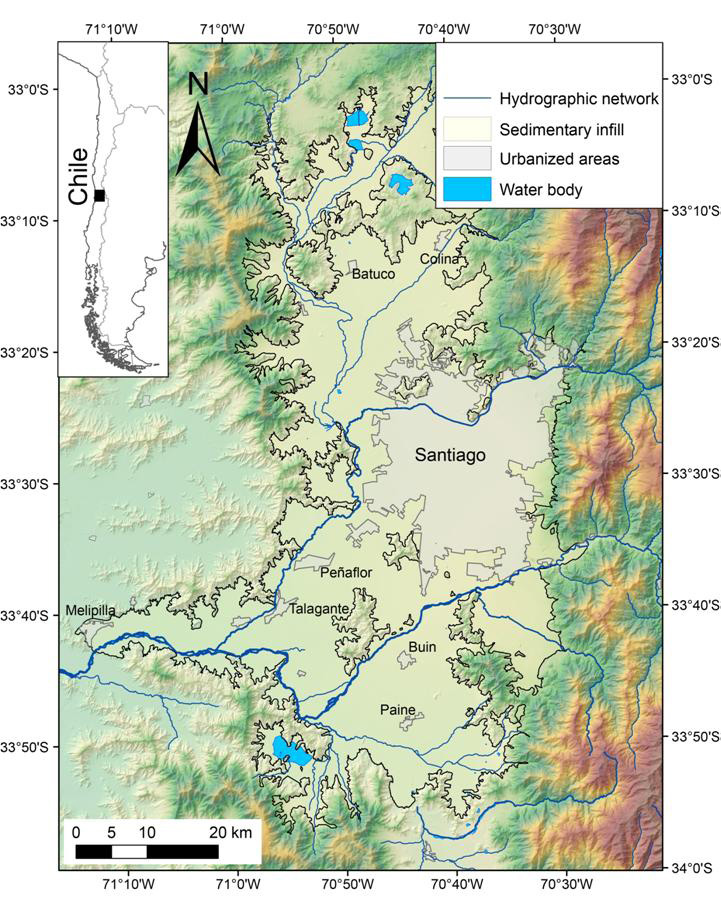 71°10'W 71°0'W 70°50'W 70°40'W 70°30'W
33°0'S 33°0'S
N
Hydrographic network
Sedimentary infill
Urbanized areas
Water body
Chile
33°10'S 33°10'S
Colina
Batuco
33°20'S 33°20'S
Santiago
33°30'S 33°30'S
Peñaflor
Melipilla Talagante
33°40'S 33°40'S
Buin
Paine
33°50'S 33°50'S
0 5 10 20 km
34°0'S
71°10'W 71°0'W 70°50'W 70°40'W 70°30'W